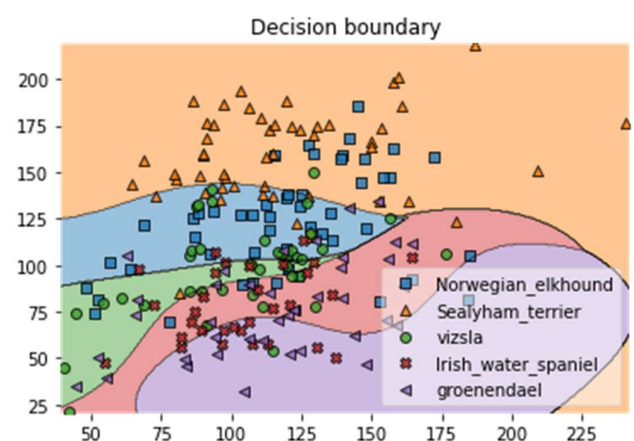 Decision boundary
200
175
150
125
100
75
50
25
Norwegian_elkhound
Sealyham_terrier
vizsla
Irish_water_spaniel
groenendael
50 75 100 125 150 175 200 225